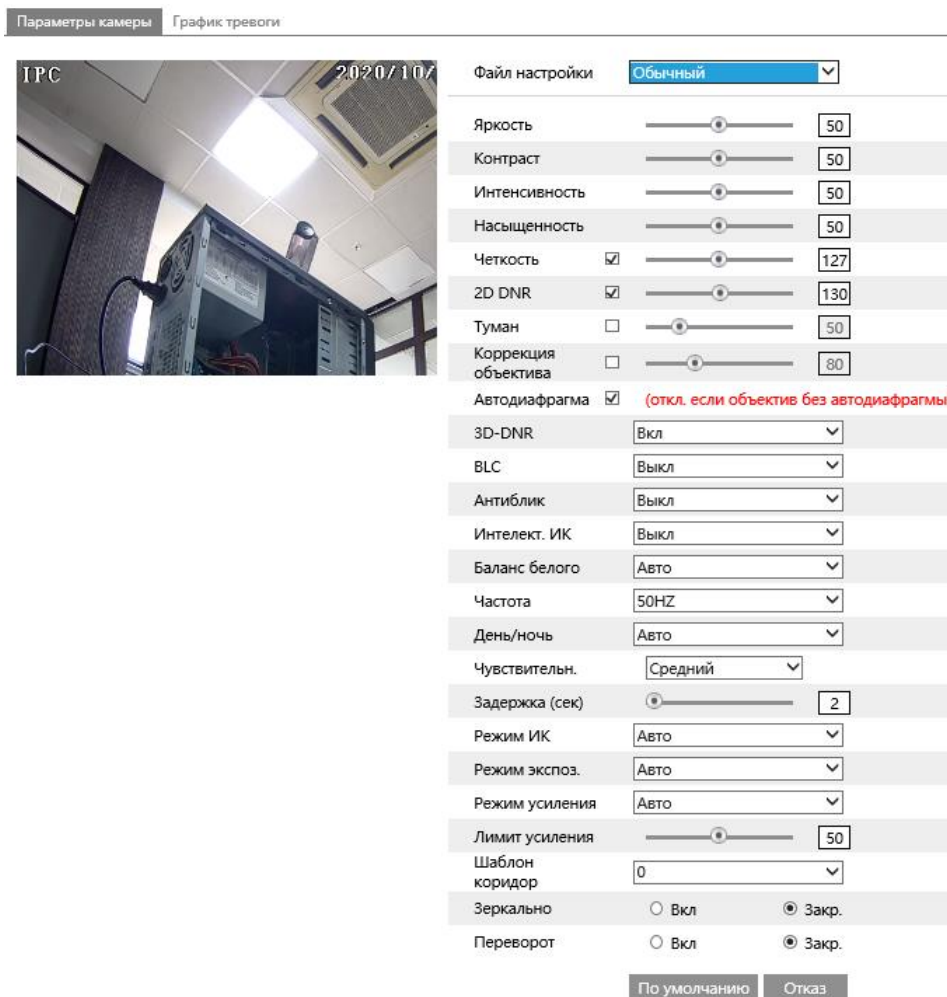 Параметры камеры График тревоги
IPC 2020/10/
Файл настройки Обычный
Яркость 50
Контраст 50
Интенсивность 50
Насыщенность 50
Четкость 127
2D DNR 130
Туман 50
Коррекция
объектива 80
Автодиафрагма (откл. если объектив без автодиафрагмы
3D-DNR Вкл
BLC Выкл
Антиблик Выкл
Интелект. ИК Выкл
Баланс белого Авто
Частота 50HZ
День/ночь Авто
Чувствительн. Средний
Задержка (сек) 2
Режим ИК Авто
Режим экспоз. Авто
Режим усиления Авто
Лимит усиления 50
Шаблон
коридор 0
Зеркально Вкл Закр.
Переворот Вкл Закр.
По умолчанию Отказ